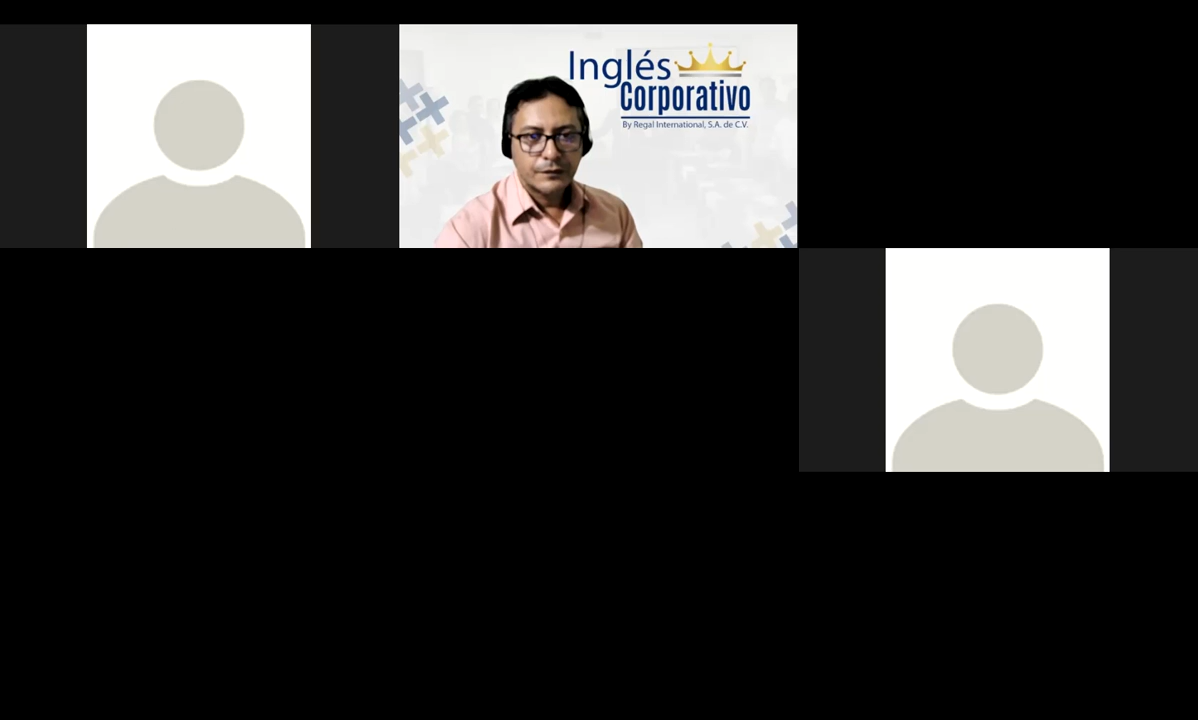 Inglés
Corporativo
By Regal International, S.A. de C.V.